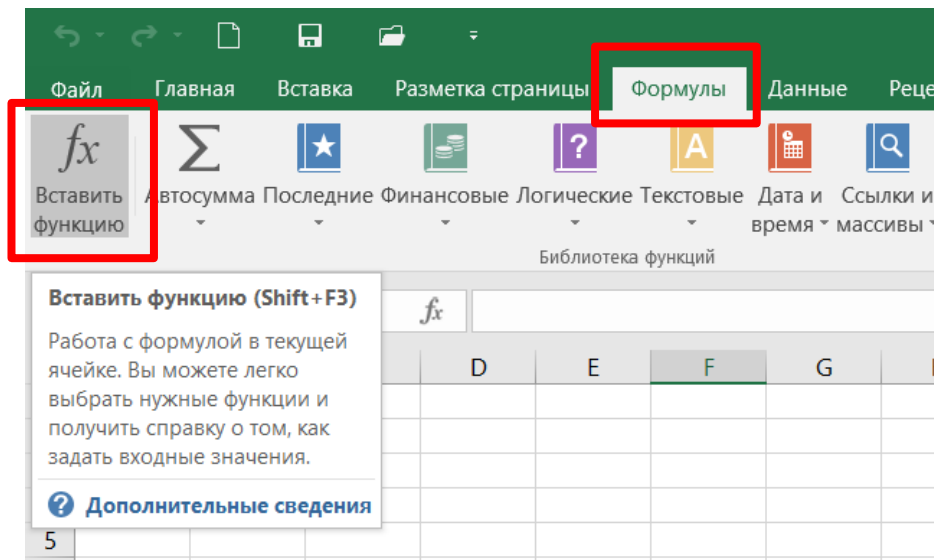 Файл Главная Вставка Разметка страницы Формулы Данные Реце
fx Σ ? A
Вставить Автосумма Последние Финансовые Логические Текстовые Дата и Ссылки и
функцию время массивы
Библиотека функций
Вставить функцию (Shift+F3) fx
Работа с формулой в текущей
ячейке. Вы можете легко
выбрать нужные функции и
получить справку о том, как
задать входные значения.
? Дополнительные сведения
D E F G
5